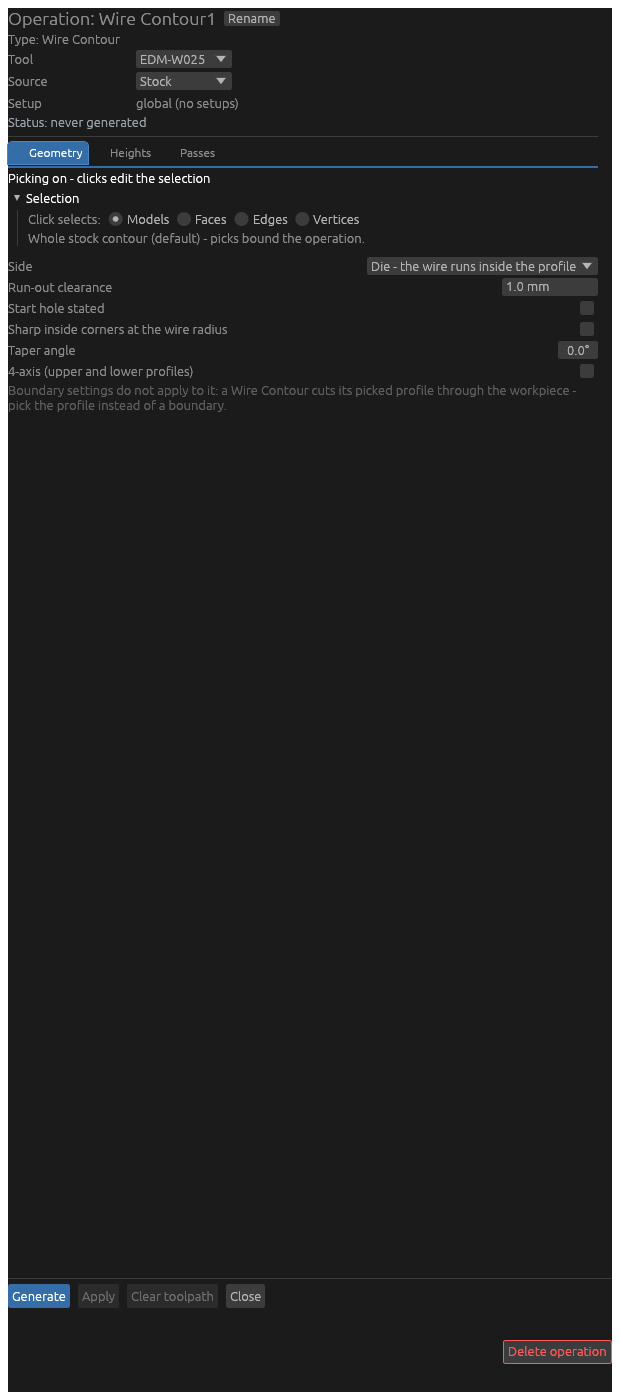 Operation: Wire Contour1 Rename
Type: Wire Contour
Tool EDM-W025
Source Stock
Setup global (no setups)
Status: never generated
Geometry Heights Passes
Picking on - clicks edit the selection
Selection
Click selects: Models Faces Edges Vertices
Whole stock contour (default) - picks bound the operation.
Side Die - the wire runs inside the profile
Run-out clearance 1.0 mm
Start hole stated
Sharp inside corners at the wire radius
Taper angle 0.0°
4-axis (upper and lower profiles)
Boundary settings do not apply to it: a Wire Contour cuts its picked profile through the workpiece -
pick the profile instead of a boundary.
Generate Apply Clear toolpath Close
Delete operation